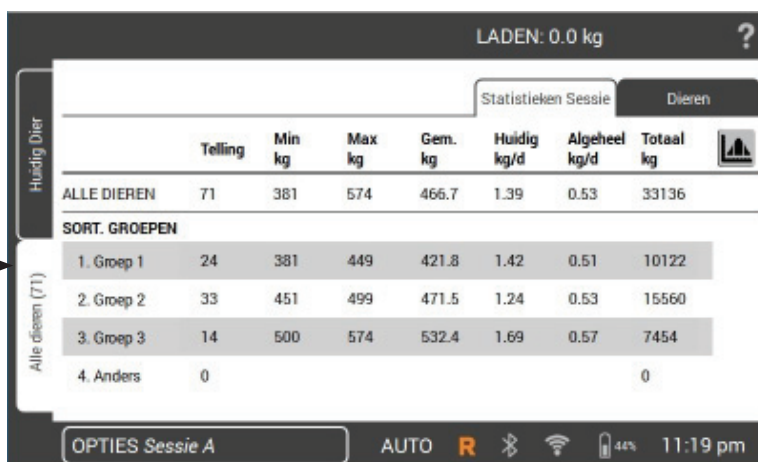 LADEN: 0.0 kg ?
Huidig Dier
Alle dieren (71)
Statistieken Sessie Dieren
Telling Min kg Max kg Gem. kg Huidig kg/d Algeheel kg/d Totaal kg
ALLE DIEREN 71 381 574 466.7 1.39 0.53 33136
SORT. GROEPEN
1. Groep 1 24 381 449 421.8 1.42 0.51 10122
2. Groep 2 33 451 499 471.5 1.24 0.53 15560
3. Groep 3 14 500 574 532.4 1.69 0.57 7454
4. Anders 0 0
OPTIES Sessie A AUTO R 44% 11:19 pm